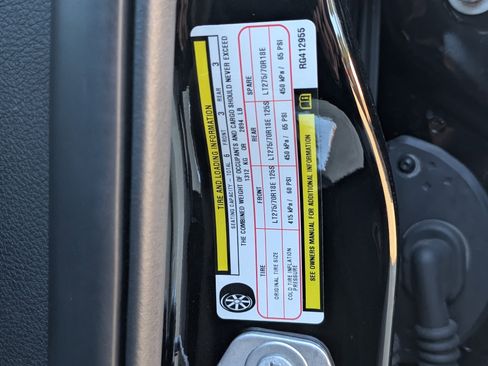 TIRE AND LOADING INFORMATION
SEATING CAPACITY TOTAL 6 FRONT 3 REAR 3
THE COMBINED WEIGHT OF OCCUPANTS AND CARGO SHOULD NEVER EXCEED
1312 KG OR 2894 LB
TIRE FRONT REAR SPARE
ORIGINAL TIRE SIZE LT275/70R18E 125S LT275/70R18E 125S LT275/70R18E
COLD TIRE INFLATION PRESSURE 415 kPa / 60 PSI 450 kPa / 65 PSI 450 kPa / 65 PSI
SEE OWNERS MANUAL FOR ADDITIONAL INFORMATION
RG412955